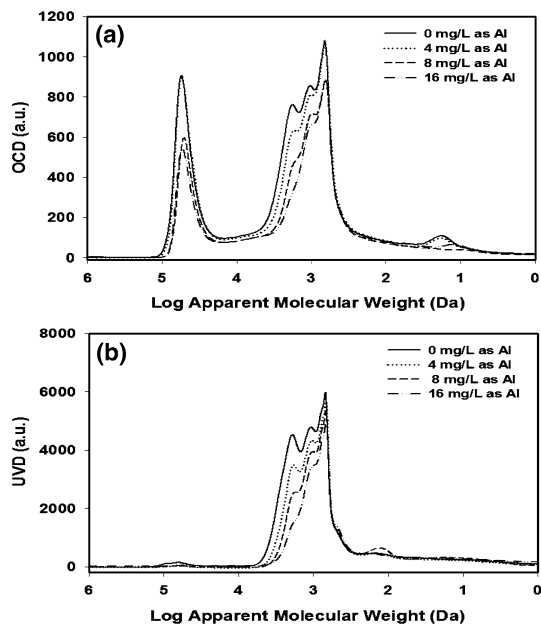 (a)
1200
1000
800
600
400
200
0
OCD (a.u.)
0 mg/L as Al
4 mg/L as Al
8 mg/L as Al
16 mg/L as Al
6 5 4 3 2 1 0
Log Apparent Molecular Weight (Da)
(b)
8000
6000
4000
2000
0
UVD (a.u.)
0 mg/L as Al
4 mg/L as Al
8 mg/L as Al
16 mg/L as Al
6 5 4 3 2 1 0
Log Apparent Molecular Weight (Da)